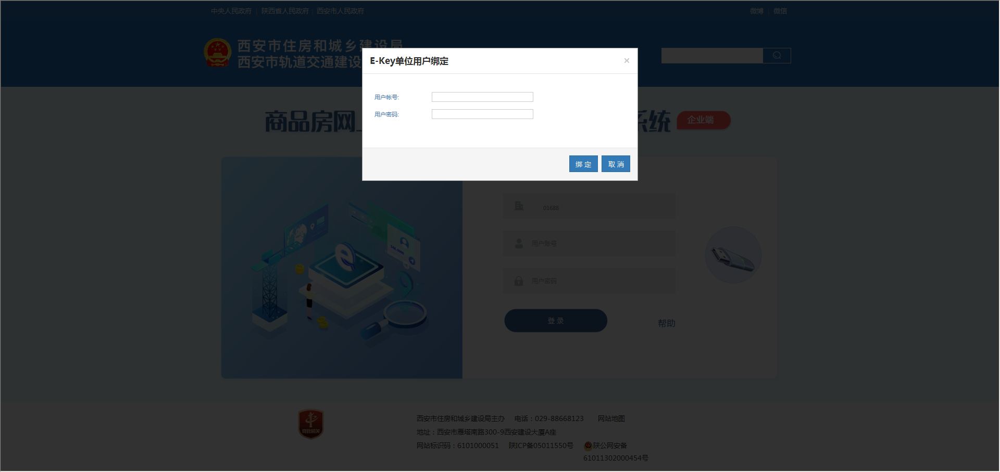 中央人民政府 | 陕西省人民政府 | 西安市人民政府
微博 | 微信
西安市住房和城乡建设局
西安市轨道交通建设
E-Key单位用户绑定
×
用户帐号:
用户密码:
绑 定
取 消
商品房网
系统
企业端
01688
用户账号
用户密码
登 录
帮助
西安市住房和城乡建设局主办 电话：029-88668123 网站地图
地址：西安市雁塔南路300-9西安建设大厦A座
网站标识码：6101000051 陕ICP备05011550号 陕公网安备
61011302000454号
党政机关